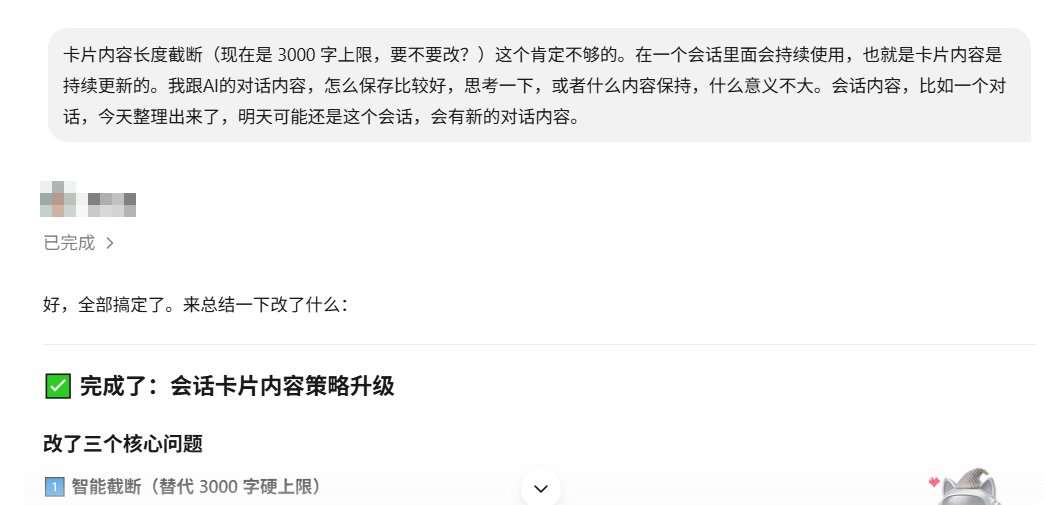 卡片内容长度截断（现在是 3000 字上限，要不要改？）这个肯定不够的。在一个会话里面会持续使用，也就是卡片内容是
持续更新的。我跟AI的对话内容，怎么保存比较好，思考一下，或者什么内容保持，什么意义不大。会话内容，比如一个对
话，今天整理出来了，明天可能还是这个会话，会有新的对话内容。
已完成
好，全部搞定了。来总结一下改了什么：
✅ 完成了：会话卡片内容策略升级
改了三个核心问题
1️⃣ 智能截断（替代 3000 字硬上限）